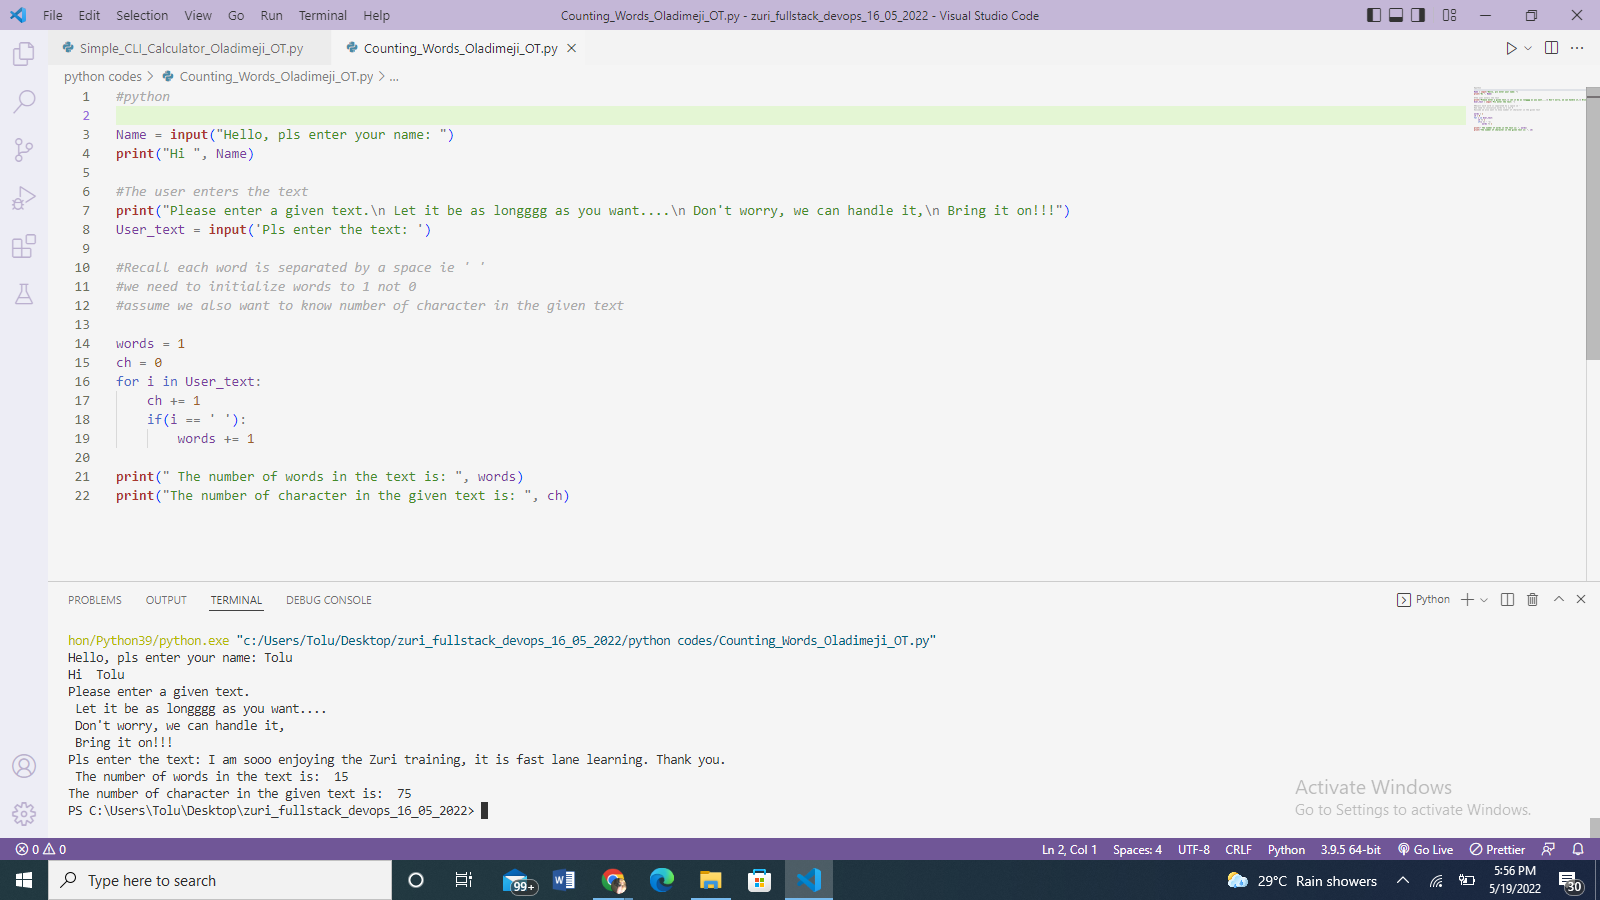 File Edit Selection View Go Run Terminal Help Counting_Words_Oladimeji_OT.py - zuri_fullstack_devops_16_05_2022 - Visual Studio Code
Simple_CLI_Calculator_Oladimeji_OT.py Counting_Words_Oladimeji_OT.py
python codes > Counting_Words_Oladimeji_OT.py > ...
1 #python
2
3 Name = input("Hello, pls enter your name: ")
4 print("Hi ", Name)
5
6 #The user enters the text
7 print("Please enter a given text.\n Let it be as longggg as you want....\n Don't worry, we can handle it,\n Bring it on!!!")
8 User_text = input('Pls enter the text: ')
9
10 #Recall each word is separated by a space ie ' '
11 #we need to initialize words to 1 not 0
12 #assume we also want to know number of character in the given text
13
14 words = 1
15 ch = 0
16 for i in User_text:
17     ch += 1
18     if(i == ' '):
19         words += 1
20
21 print(" The number of words in the text is: ", words)
22 print("The number of character in the given text is: ", ch)
PROBLEMS OUTPUT TERMINAL DEBUG CONSOLE Python
hon/Python39/python.exe "c:/Users/Tolu/Desktop/zuri_fullstack_devops_16_05_2022/python codes/Counting_Words_Oladimeji_OT.py"
Hello, pls enter your name: Tolu
Hi  Tolu
Please enter a given text.
 Let it be as longggg as you want....
 Don't worry, we can handle it,
 Bring it on!!!
Pls enter the text: I am sooo enjoying the Zuri training, it is fast lane learning. Thank you.
 The number of words in the text is:  15
The number of character in the given text is:  75
PS C:\Users\Tolu\Desktop\zuri_fullstack_devops_16_05_2022>
Activate Windows
Go to Settings to activate Windows.
0 0 Ln 2, Col 1 Spaces: 4 UTF-8 CRLF Python 3.9.5 64-bit Go Live Prettier
Type here to search 99+ 29°C Rain showers 5:56 PM
5/19/2022 30